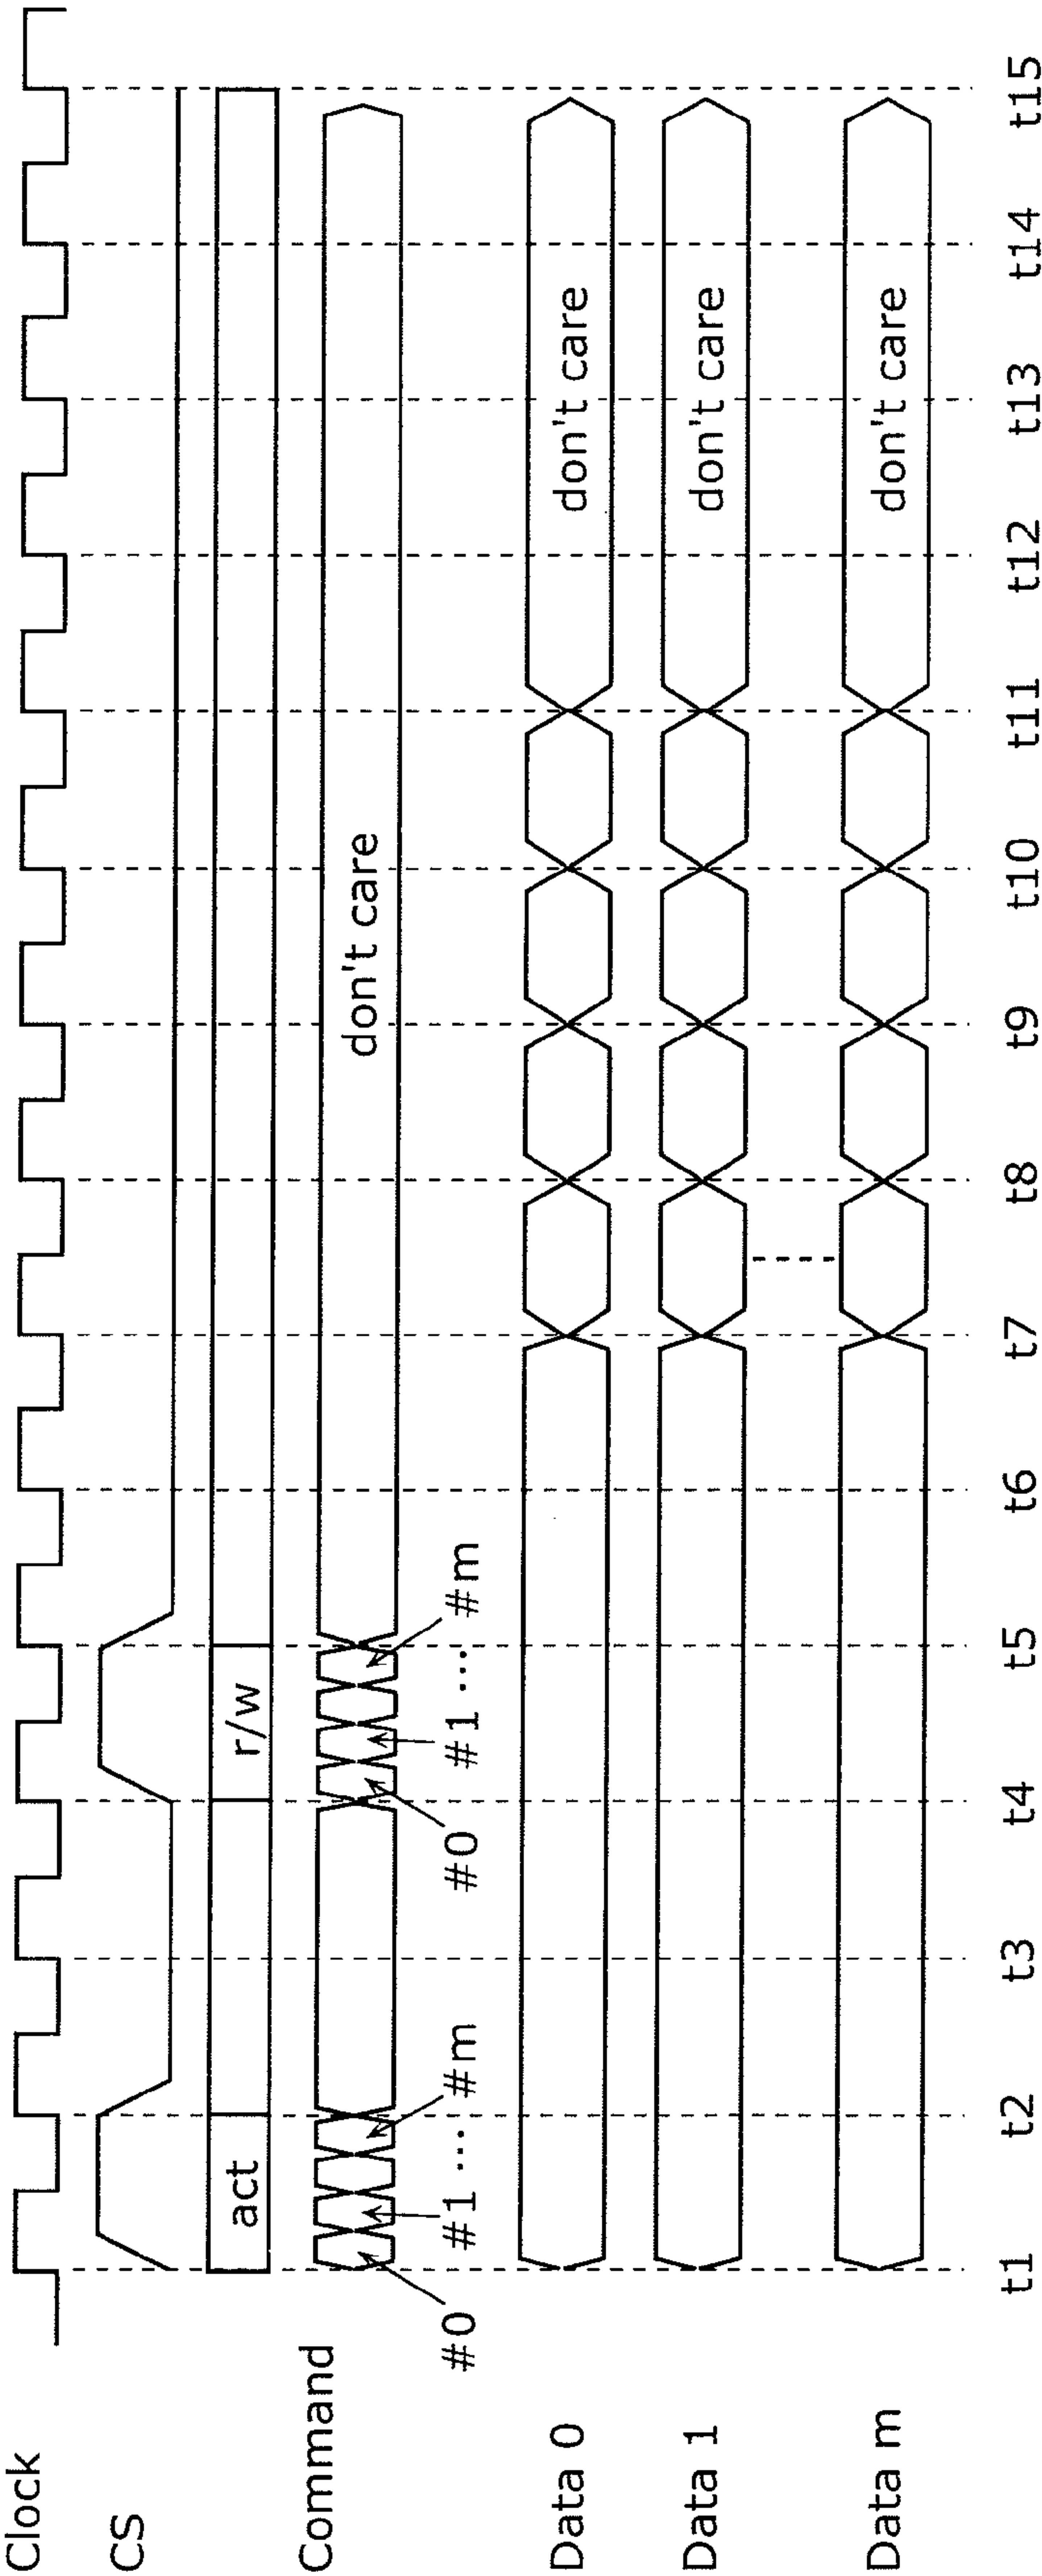 Clock
CS
act
r/w
Command
don't care
#0
#1 ...
#m
#0
#1 ...
#m
Data 0
don't care
Data 1
don't care
Data m
don't care
t1 t2 t3 t4 t5 t6 t7 t8 t9 t10 t11 t12 t13 t14 t15